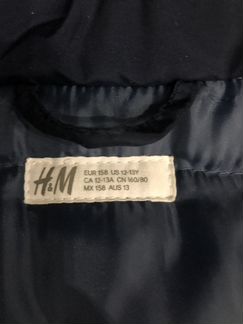 H&M
EUR 158 US 12-13Y
CA 12-13A CN 160/80
MX 158 AUS 13